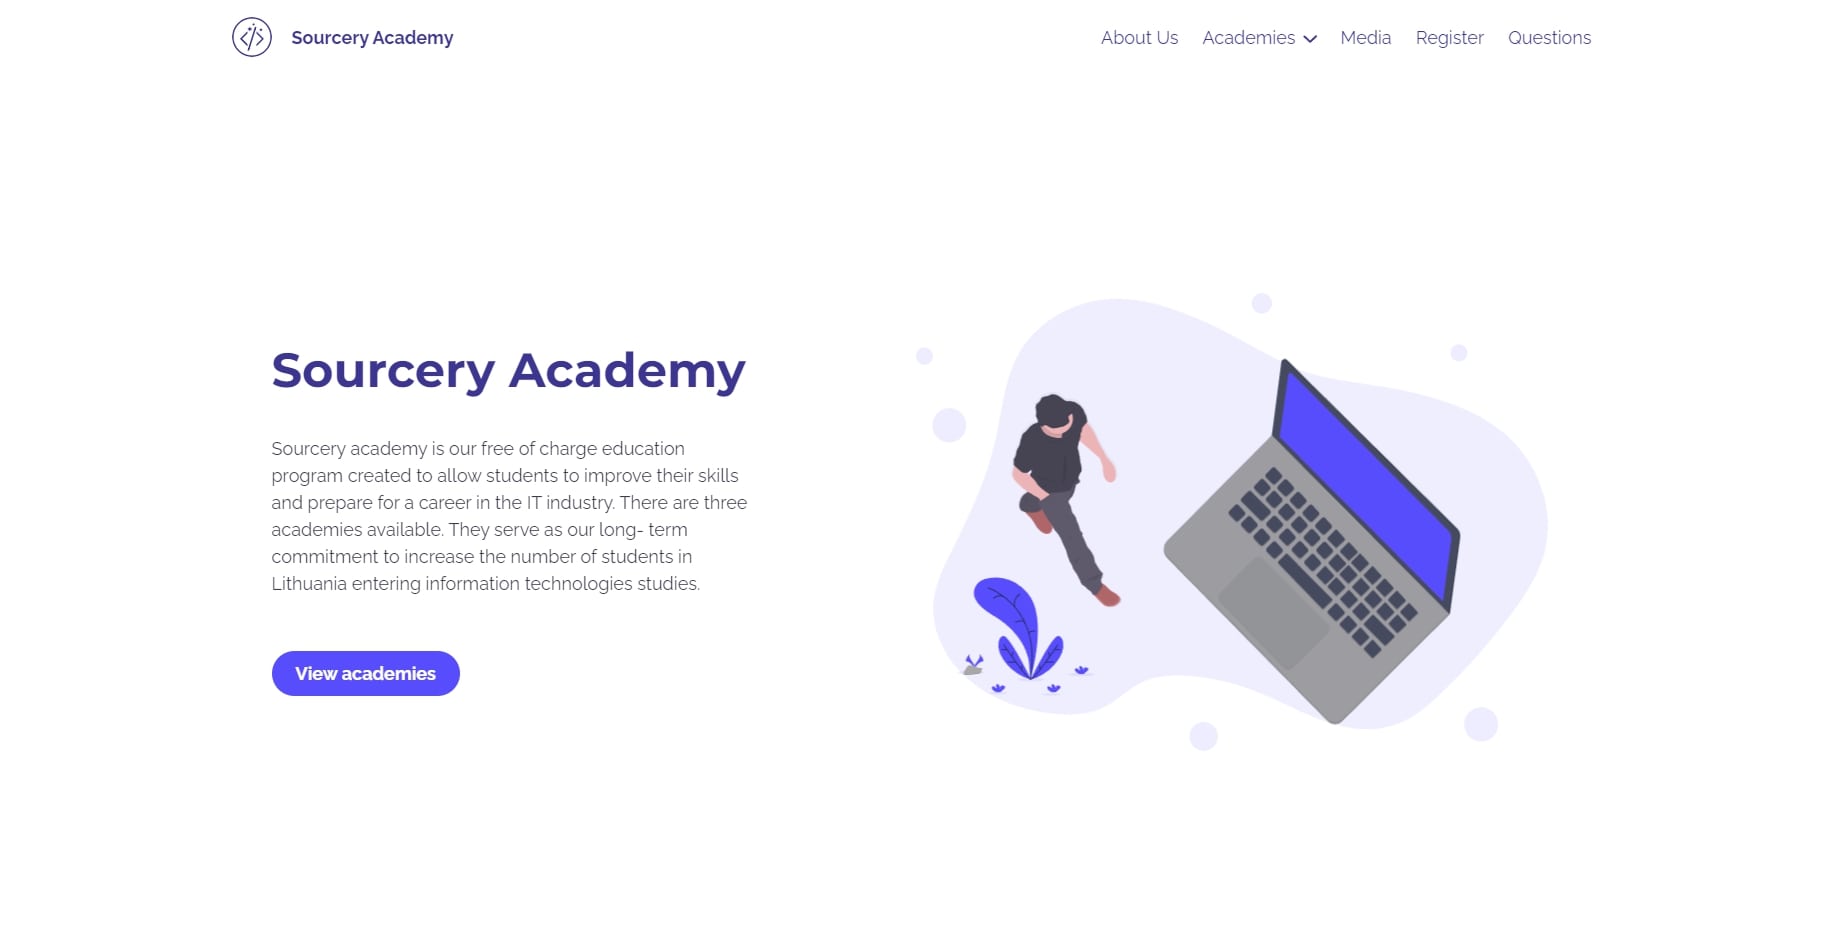 Sourcery Academy
About Us Academies Media Register Questions
Sourcery Academy
Sourcery academy is our free of charge education
program created to allow students to improve their skills
and prepare for a career in the IT industry. There are three
academies available. They serve as our long- term
commitment to increase the number of students in
Lithuania entering information technologies studies.
View academies